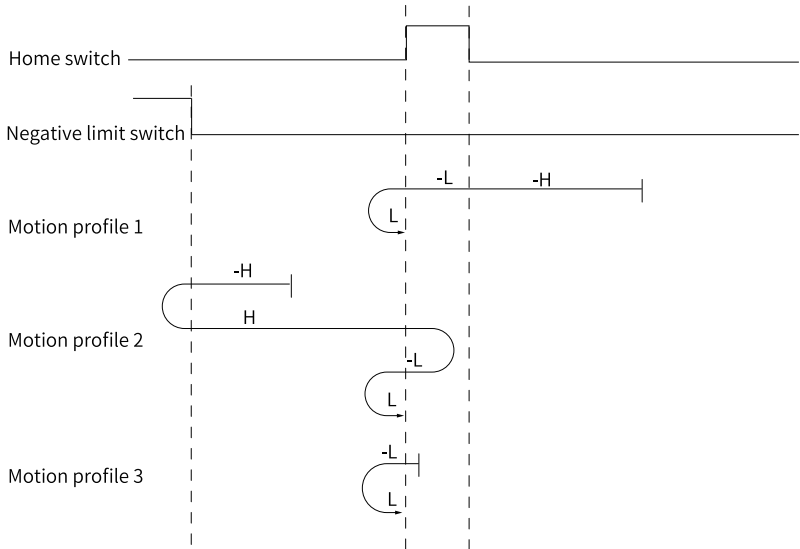 Home switch
Negative limit switch
-L
-H
L
Motion profile 1
-H
H
Motion profile 2
-L
L
-L
Motion profile 3
L